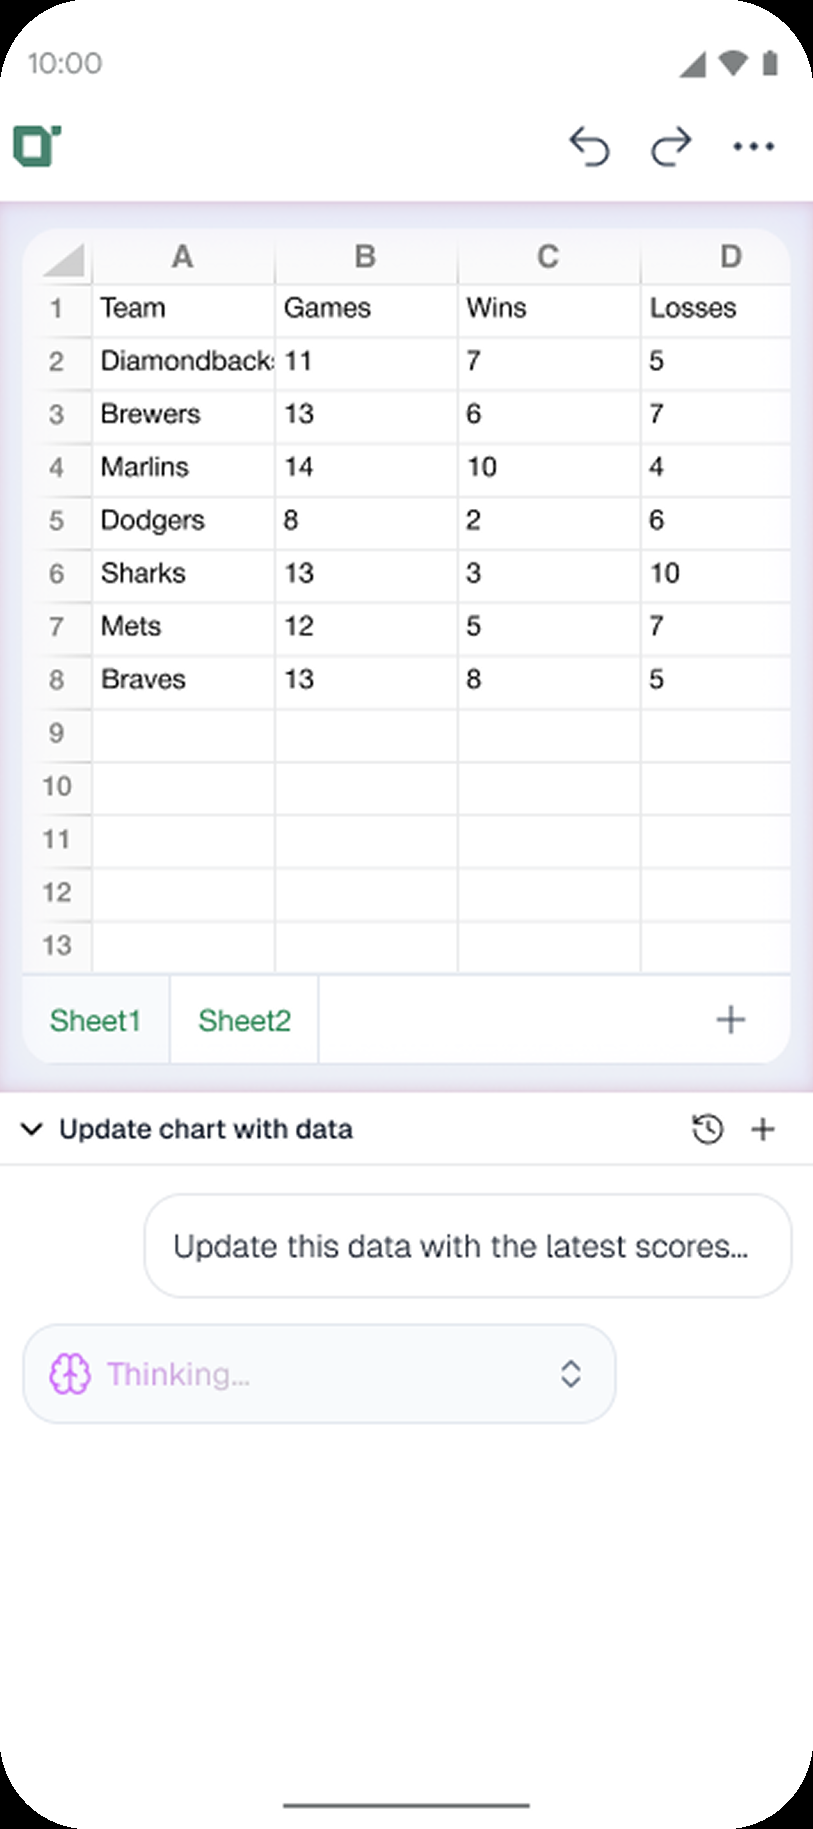 10:00
A B C D
1 Team Games Wins Losses
2 Diamondbacks 11 7 5
3 Brewers 13 6 7
4 Marlins 14 10 4
5 Dodgers 8 2 6
6 Sharks 13 3 10
7 Mets 12 5 7
8 Braves 13 8 5
9
10
11
12
13
Sheet1 Sheet2
Update chart with data
Update this data with the latest scores...
Thinking...